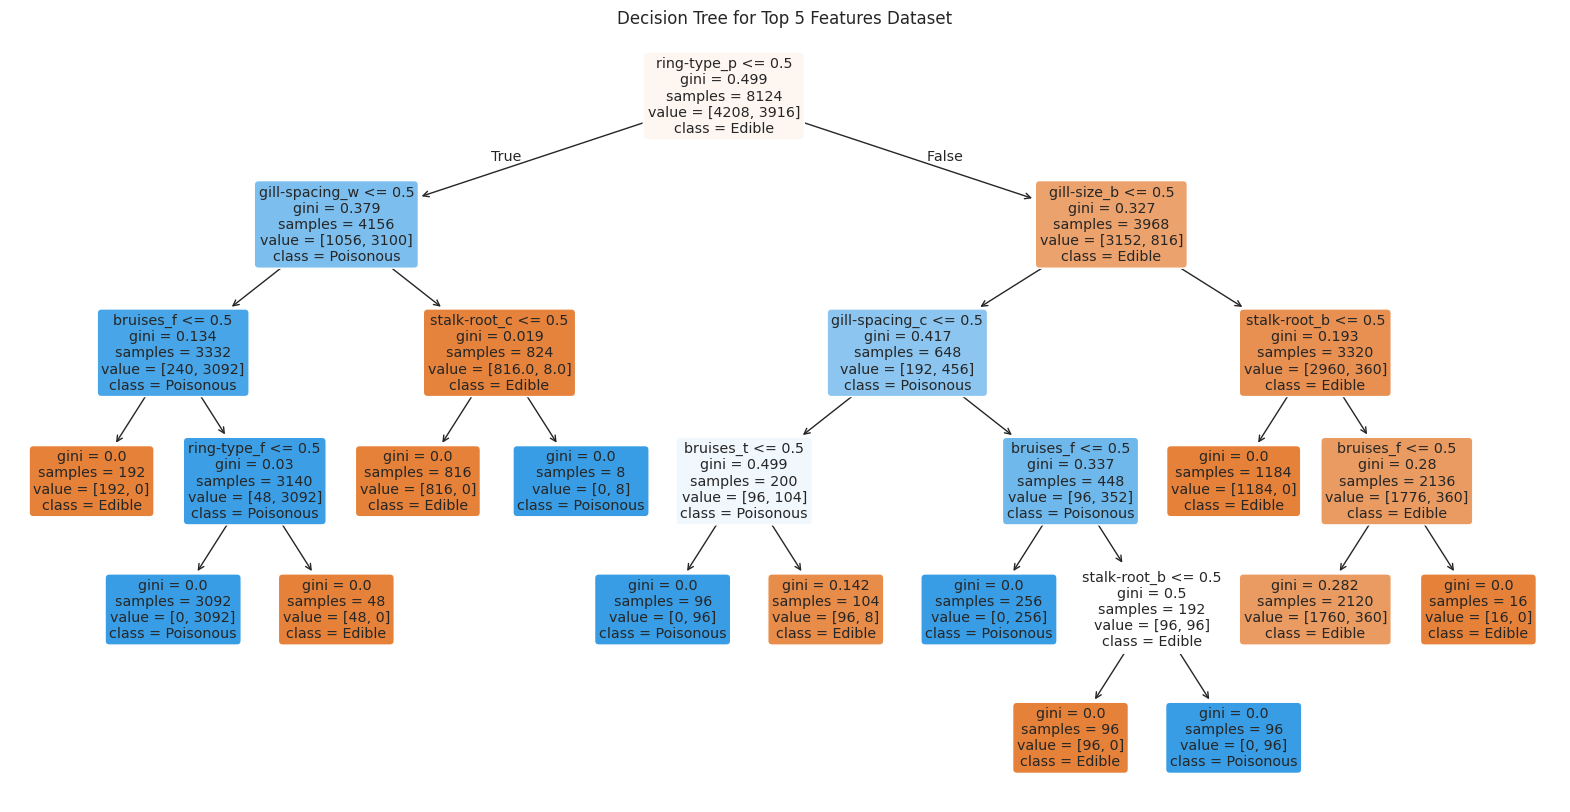 Decision Tree for Top 5 Features Dataset
ring-type_p <= 0.5
gini = 0.499
samples = 8124
value = [4208, 3916]
class = Edible
True
False
gill-spacing_w <= 0.5
gini = 0.379
samples = 4156
value = [1056, 3100]
class = Poisonous
gill-size_b <= 0.5
gini = 0.327
samples = 3968
value = [3152, 816]
class = Edible
bruises_f <= 0.5
gini = 0.134
samples = 3332
value = [240, 3092]
class = Poisonous
stalk-root_c <= 0.5
gini = 0.019
samples = 824
value = [816.0, 8.0]
class = Edible
gill-spacing_c <= 0.5
gini = 0.417
samples = 648
value = [192, 456]
class = Poisonous
stalk-root_b <= 0.5
gini = 0.193
samples = 3320
value = [2960, 360]
class = Edible
gini = 0.0
samples = 192
value = [192, 0]
class = Edible
ring-type_f <= 0.5
gini = 0.03
samples = 3140
value = [48, 3092]
class = Poisonous
gini = 0.0
samples = 816
value = [816, 0]
class = Edible
gini = 0.0
samples = 8
value = [0, 8]
class = Poisonous
bruises_t <= 0.5
gini = 0.499
samples = 200
value = [96, 104]
class = Poisonous
bruises_f <= 0.5
gini = 0.337
samples = 448
value = [96, 352]
class = Poisonous
gini = 0.0
samples = 1184
value = [1184, 0]
class = Edible
bruises_f <= 0.5
gini = 0.28
samples = 2136
value = [1776, 360]
class = Edible
gini = 0.0
samples = 3092
value = [0, 3092]
class = Poisonous
gini = 0.0
samples = 48
value = [48, 0]
class = Edible
gini = 0.0
samples = 96
value = [0, 96]
class = Poisonous
gini = 0.142
samples = 104
value = [96, 8]
class = Edible
gini = 0.0
samples = 256
value = [0, 256]
class = Poisonous
stalk-root_b <= 0.5
gini = 0.5
samples = 192
value = [96, 96]
class = Edible
gini = 0.282
samples = 2120
value = [1760, 360]
class = Edible
gini = 0.0
samples = 16
value = [16, 0]
class = Edible
gini = 0.0
samples = 96
value = [96, 0]
class = Edible
gini = 0.0
samples = 96
value = [0, 96]
class = Poisonous